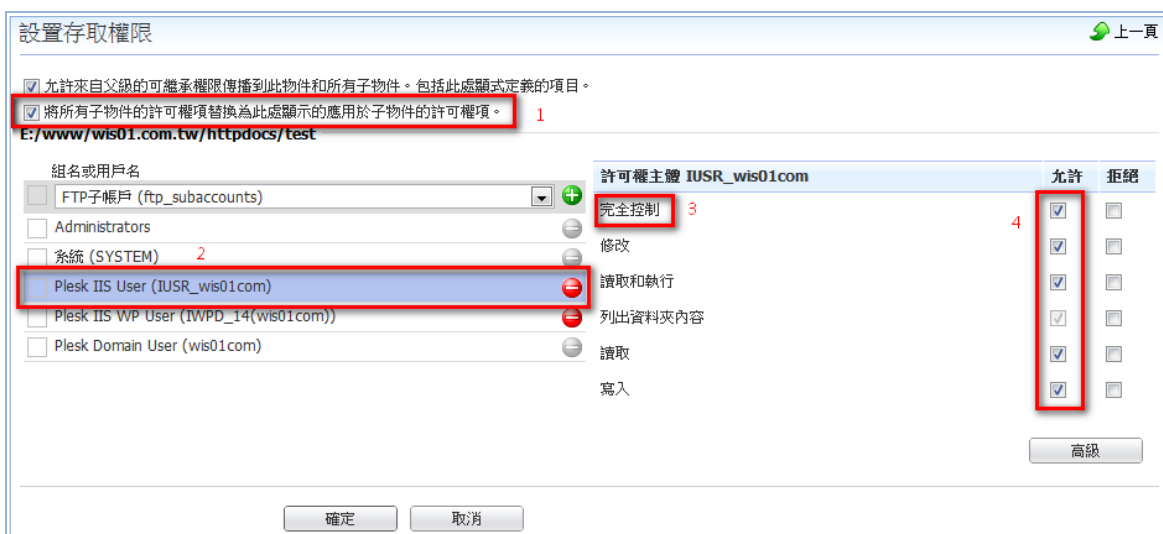 設置存取權限
上一頁
允許來自父級的可繼承權限傳播到此物件和所有子物件。包括此處顯式定義的項目。
將所有子物件的許可權項替換為此處顯示的應用於子物件的許可權項。
1
E:/www/wis01.com.tw/httpdocs/test
組名或用戶名
FTP子帳戶 (ftp_subaccounts)
Administrators
系統 (SYSTEM)
2
Plesk IIS User (IUSR_wis01com)
Plesk IIS WP User (IWPD_14(wis01com))
Plesk Domain User (wis01com)
許可權主體 IUSR_wis01com 允許 拒絕
完全控制
3
4
修改
讀取和執行
列出資料夾內容
讀取
寫入
高級
確定
取消